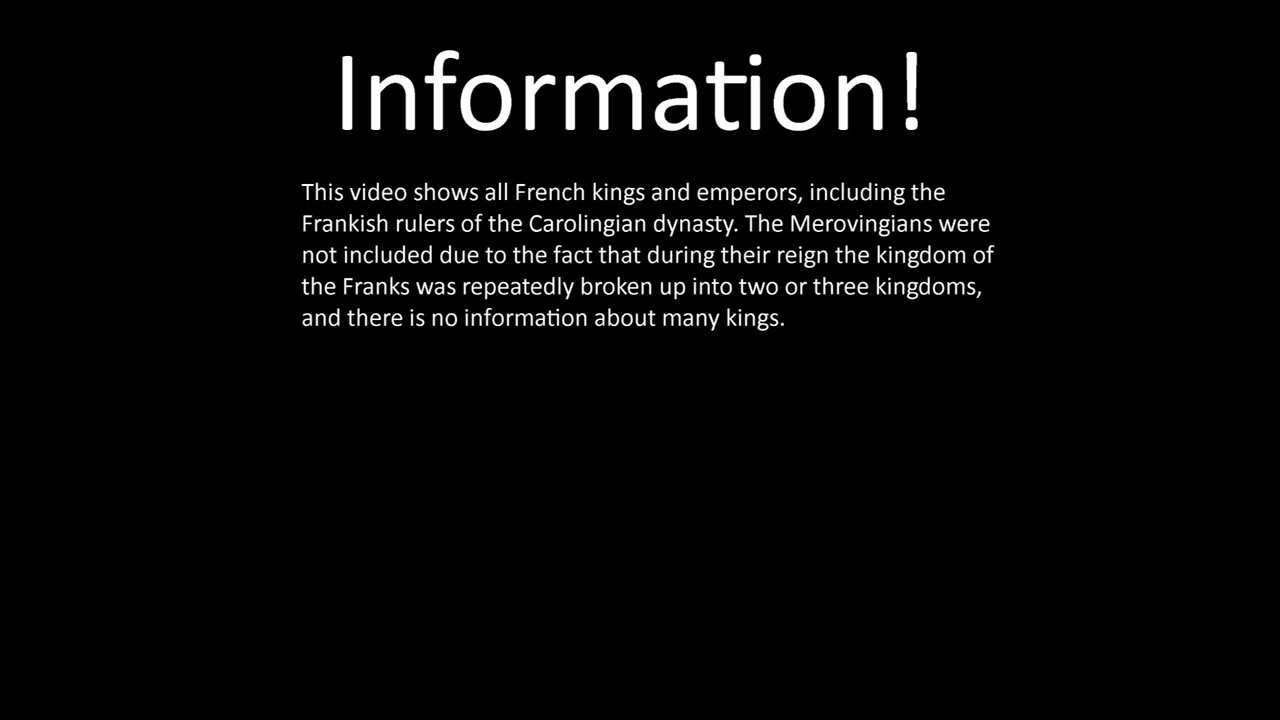 Information!
This video shows all French kings and emperors, including the
Frankish rulers of the Carolingian dynasty. The Merovingians were
not included due to the fact that during their reign the kingdom of
the Franks was repeatedly broken up into two or three kingdoms,
and there is no information about many kings.